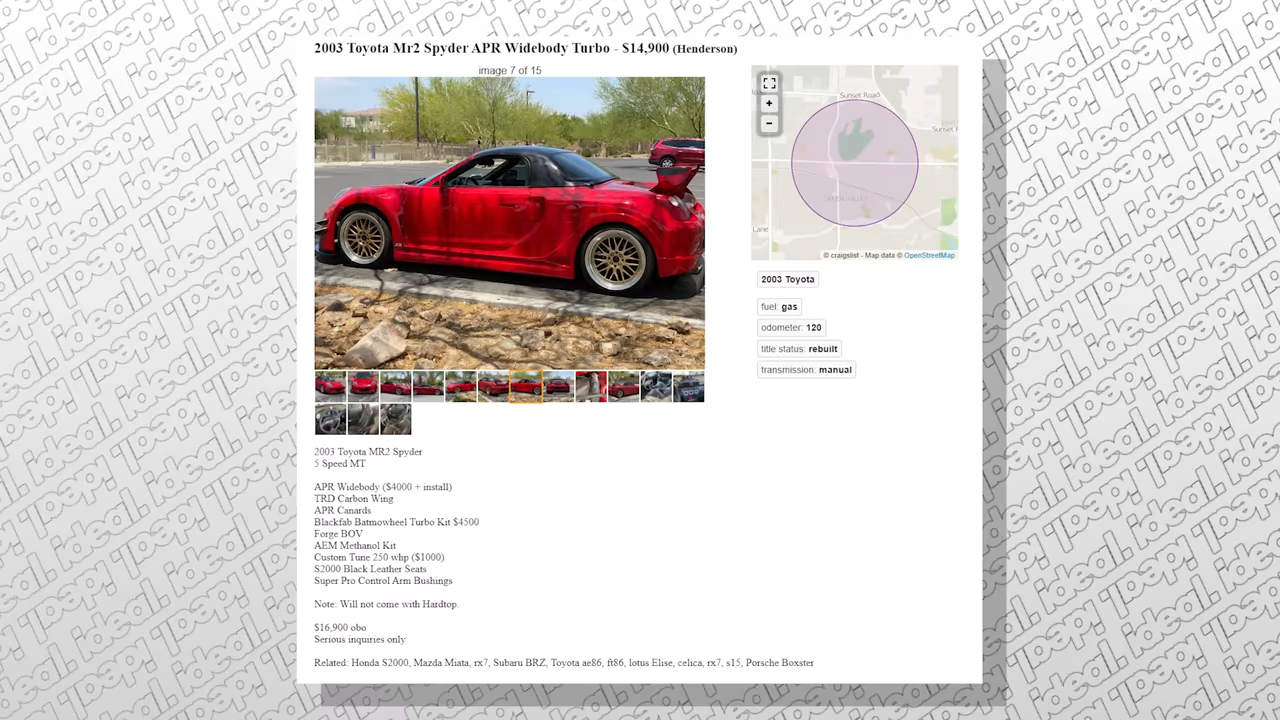 2003 Toyota Mr2 Spyder APR Widebody Turbo - $14,900 (Henderson)
image 7 of 15
Sunset Road
Sunset
GREEN VALLEY
Lane
+
−
© craigslist - Map data © OpenStreetMap
2003 Toyota
fuel: gas
odometer: 120
title status: rebuilt
transmission: manual
2003 Toyota MR2 Spyder
5 Speed MT
APR Widebody ($4000 + install)
TRD Carbon Wing
APR Canards
Blackfab Batmowheel Turbo Kit $4500
Forge BOV
AEM Methanol Kit
Custom Tune 250 whp ($1000)
S2000 Black Leather Seats
Super Pro Control Arm Bushings
Note: Will not come with Hardtop.
$16,900 obo
Serious inquiries only
Related: Honda S2000, Mazda Miata, rx7, Subaru BRZ, Toyota ae86, ft86, lotus Elise, celica, rx7, s15, Porsche Boxster
ideal.